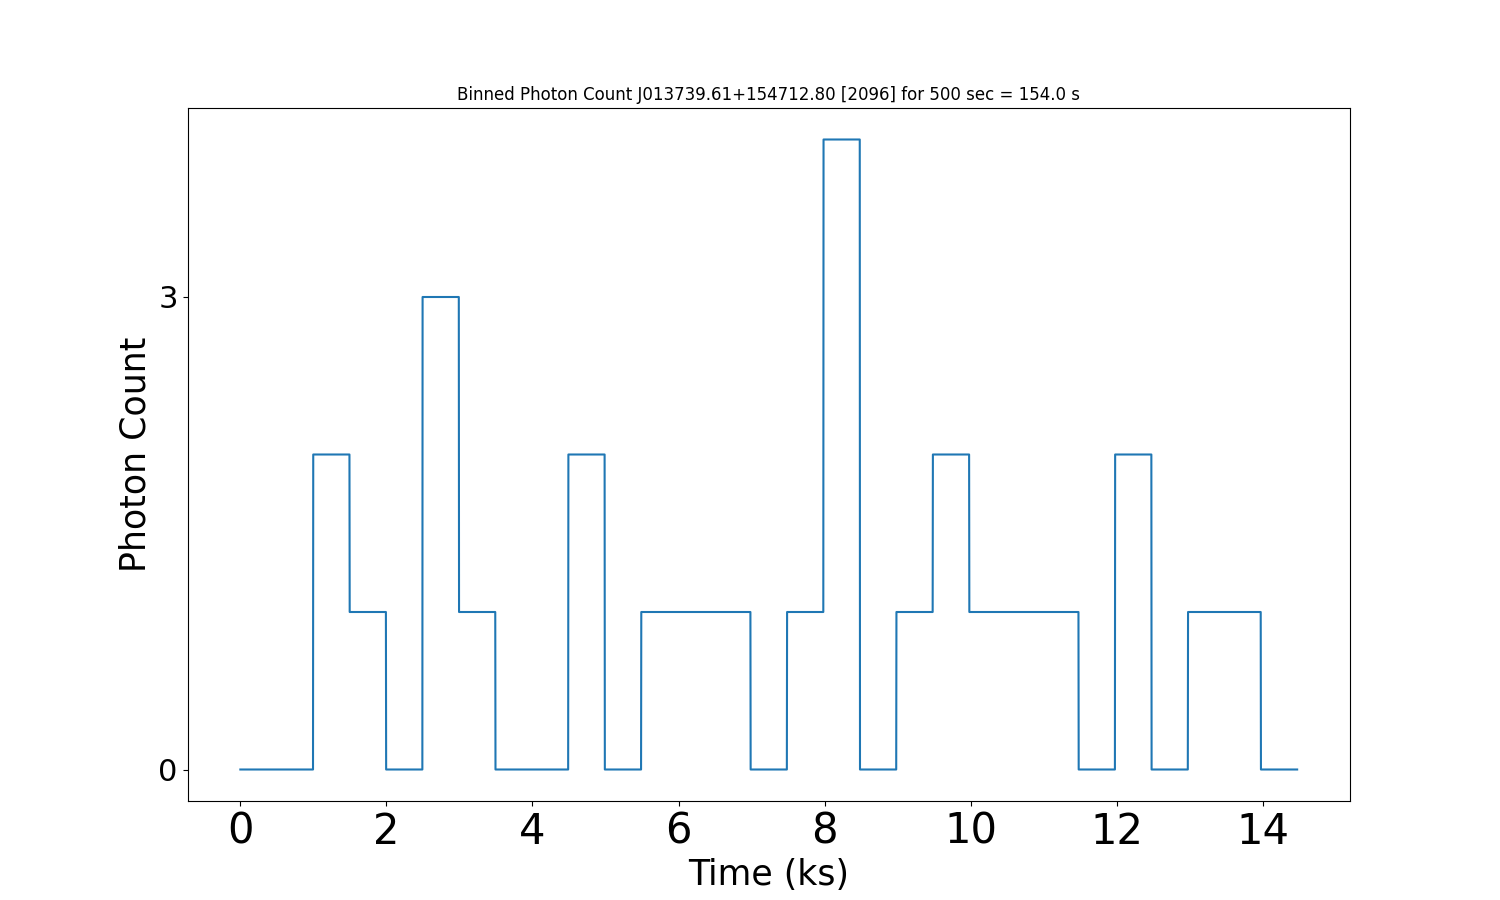 Binned Photon Count J013739.61+154712.80 [2096] for 500 sec = 154.0 s
3
0
Photon Count
0 2 4 6 8 10 12 14
Time (ks)